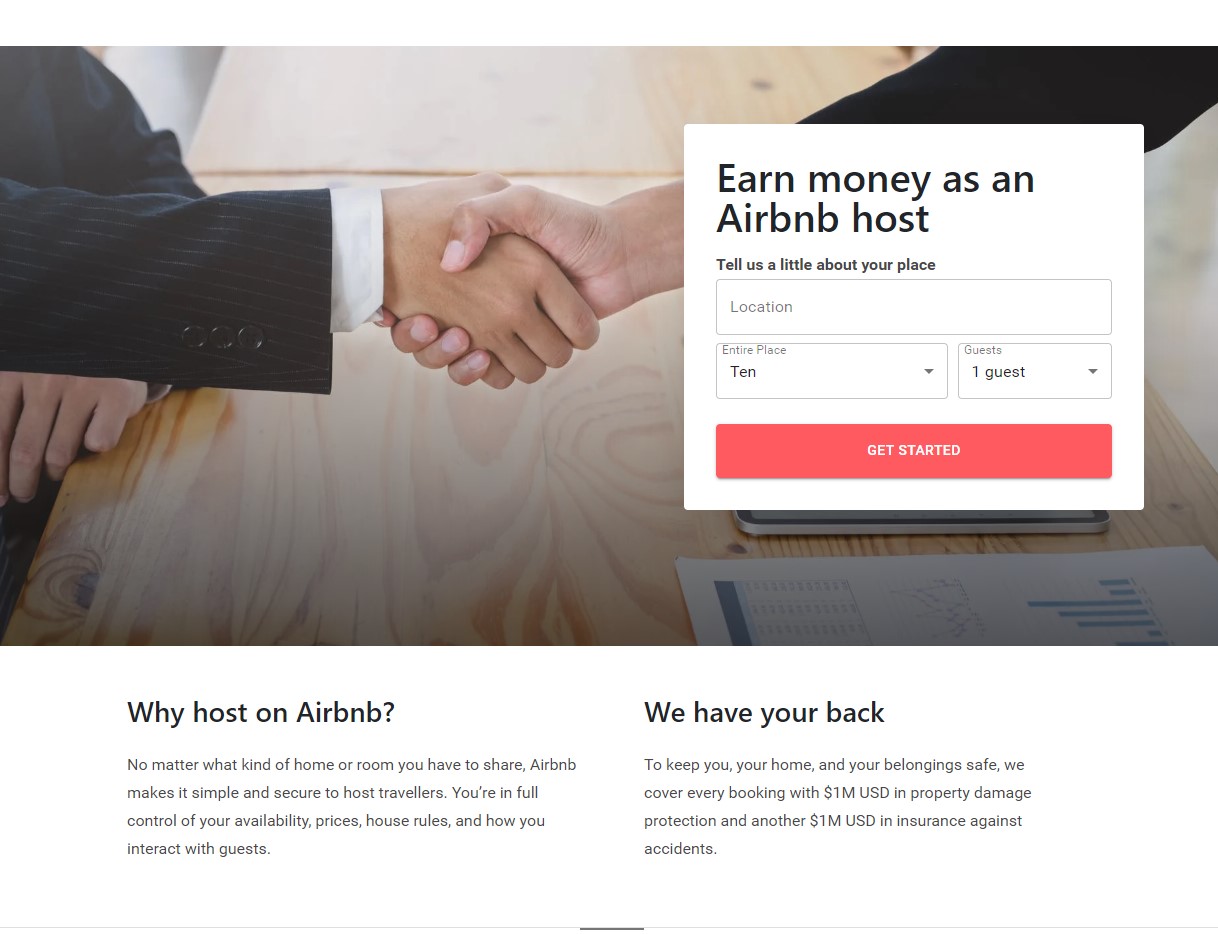 Earn money as an
Airbnb host
Tell us a little about your place
Location
Entire Place
Ten
Guests
1 guest
GET STARTED
Why host on Airbnb?
No matter what kind of home or room you have to share, Airbnb
makes it simple and secure to host travellers. You’re in full
control of your availability, prices, house rules, and how you
interact with guests.
We have your back
To keep you, your home, and your belongings safe, we
cover every booking with $1M USD in property damage
protection and another $1M USD in insurance against
accidents.